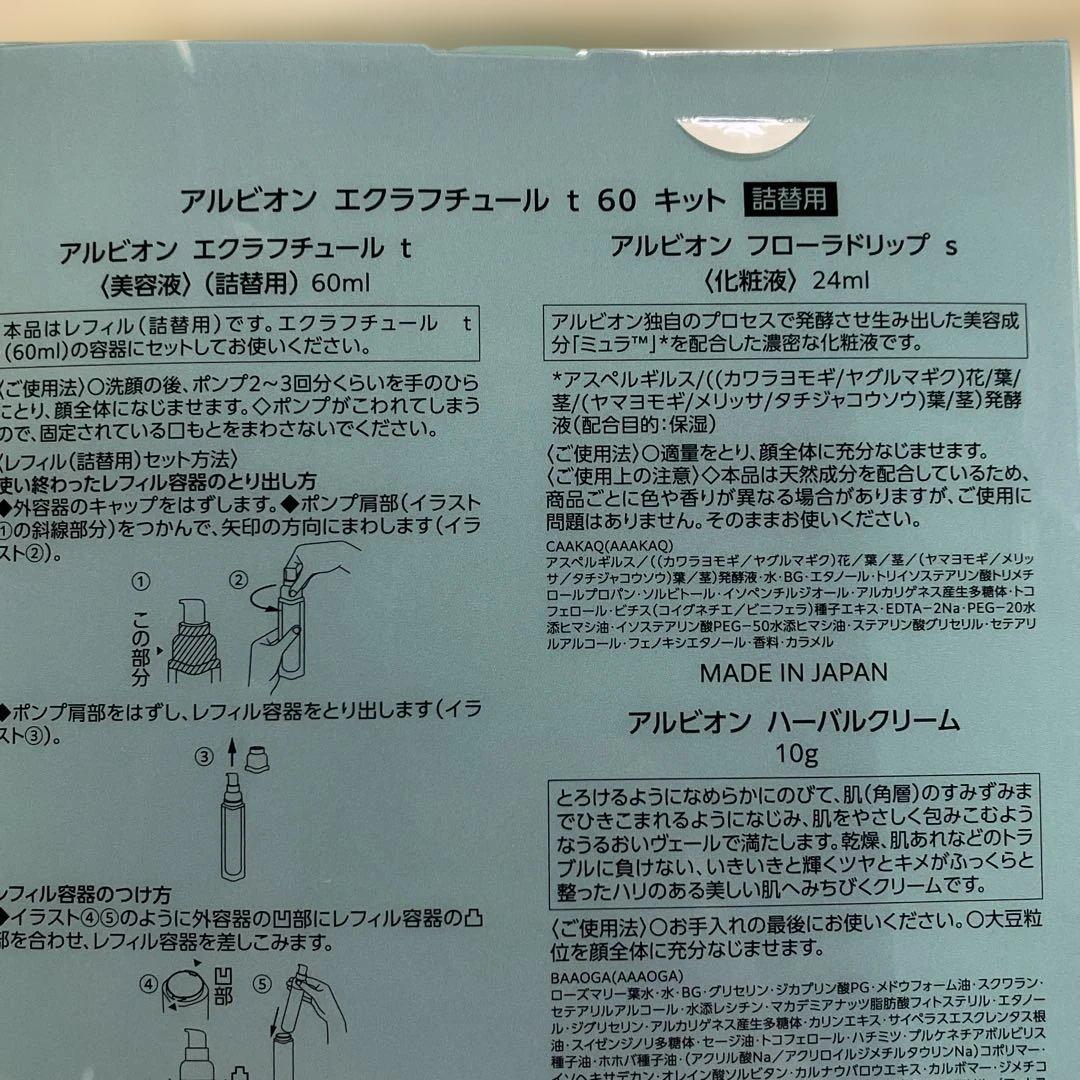 アルビオン エクラフチュール t 60 キット 詰替用
アルビオン エクラフチュール t
〈美容液〉(詰替用) 60ml
本品はレフィル(詰替用)です。エクラフチュール t
(60ml)の容器にセットしてお使いください。
〈ご使用法〉○洗顔の後、ポンプ2〜3回分くらいを手のひら
にとり、顔全体になじませます。◇ポンプがこわれてしまう
ので、固定されている口もとをまわさないでください。
〈レフィル(詰替用)セット方法〉
使い終わったレフィル容器のとり出し方
◆外容器のキャップをはずします。◆ポンプ肩部(イラスト
①の斜線部分)をつかんで、矢印の方向にまわします(イラ
スト②)。
①
②
この部分
◆ポンプ肩部をはずし、レフィル容器をとり出します(イラ
スト③)。
③
レフィル容器のつけ方
◆イラスト④⑤のように外容器の凹部にレフィル容器の凸
部を合わせ、レフィル容器を差しこみます。
④
凹部
⑤
アルビオン フローラドリップ s
〈化粧液〉 24ml
アルビオン独自のプロセスで発酵させ生み出した美容成
分「ミュラ™」*を配合した濃密な化粧液です。
*アスペルギルス/((カワラヨモギ/ヤグルマギク)花/葉/
茎/(ヤマヨモギ/メリッサ/タチジャコウソウ)葉/茎)発酵
液(配合目的:保湿)
〈ご使用法〉○適量をとり、顔全体に充分なじませます。
〈ご使用上の注意〉◇本品は天然成分を配合しているため、
商品ごとに色や香りが異なる場合がありますが、ご使用に
問題はありません。そのままお使いください。
CAAKAQ(AAAKAQ)
アスペルギルス/((カワラヨモギ/ヤグルマギク)花/葉/茎/(ヤマヨモギ/メリッ
サ/タチジャコウソウ)葉/茎)発酵液・水・BG・エタノール・トリイソステアリン酸トリメチ
ロールプロパン・ソルビトール・イソペンチルジオール・アルカリゲネス産生多糖体・トコ
フェロール・ビチス(コイグネチエ/ビニフェラ)種子エキス・EDTA−2Na・PEG−20水
添ヒマシ油・イソステアリン酸PEG−50水添ヒマシ油・ステアリン酸グリセリル・セテアリ
ルアルコール・フェノキシエタノール・香料・カラメル
MADE IN JAPAN
アルビオン ハーバルクリーム
10g
とろけるようになめらかにのびて、肌(角層)のすみずみま
でひきこまれるようになじみ、肌をやさしく包みこむよう
なうるおいヴェールで満たします。乾燥、肌あれなどのトラ
ブルに負けない、いきいきと輝くツヤとキメがふっくらと
整ったハリのある美しい肌へみちびくクリームです。
〈ご使用法〉○お手入れの最後にお使いください。○大豆粒
位を顔全体に充分なじませます。
BAAOGA(AAAOGA)
ローズマリー葉水・水・BG・グリセリン・ジカプリン酸PG・メドウフォーム油・スクワラン・
セテアリルアルコール・水添レシチン・マカデミアナッツ脂肪酸フィトステリル・エタノー
ル・ジグリセリン・アルカリゲネス産生多糖体・カリンエキス・サイペラスエスクレンタス根
油・スイゼンジノリ多糖体・セージ油・トコフェロール・ハチミツ・プルケネチアボルビリス
種子油・ホホバ種子油・(アクリル酸Na/アクリロイルジメチルタウリンNa)コポリマー・
イソヘキサデカン・オレイン酸ソルビタン・カルナウバロウエキス・カルボマー・ジメチコ